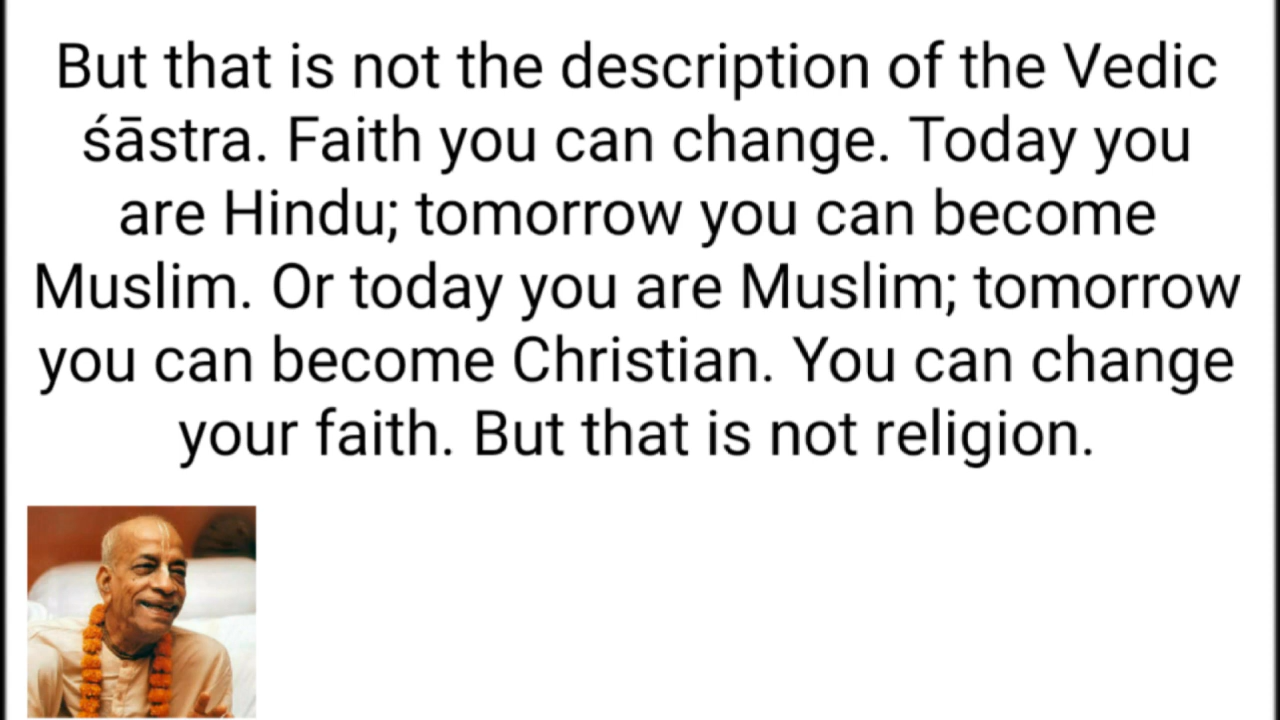 But that is not the description of the Vedic
śāstra. Faith you can change. Today you
are Hindu; tomorrow you can become
Muslim. Or today you are Muslim; tomorrow
you can become Christian. You can change
your faith. But that is not religion.